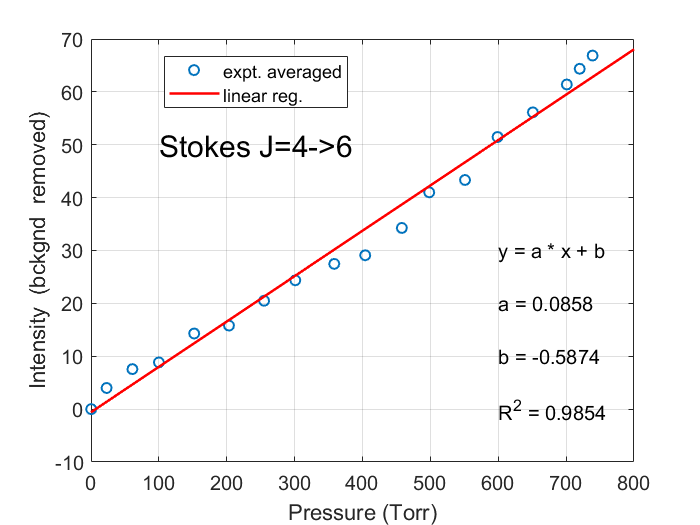 70
60
50
40
30
20
10
0
-10
0 100 200 300 400 500 600 700 800
Intensity (bckgnd removed)
Pressure (Torr)
expt. averaged
linear reg.
Stokes J=4->6
y = a * x + b
a = 0.0858
b = -0.5874
R² = 0.9854